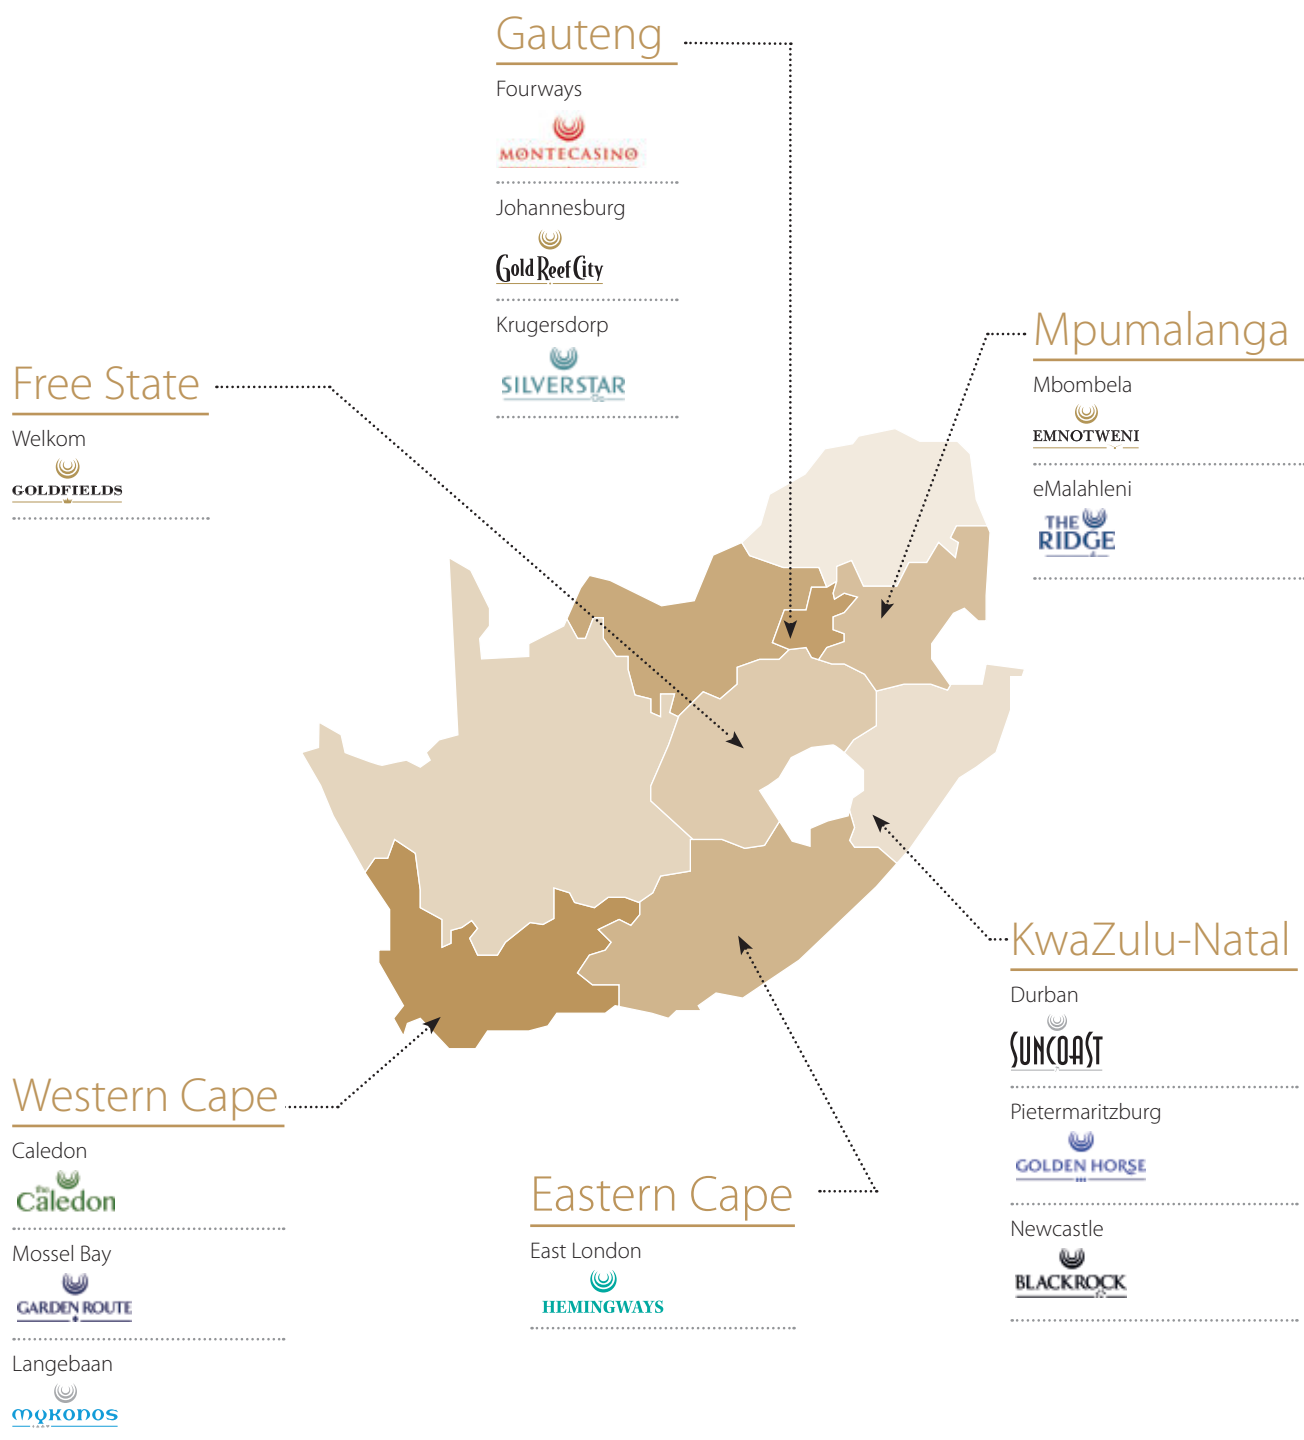 Gauteng
Fourways
MONTECASINO
Johannesburg
Gold Reef City
Krugersdorp
SILVERSTAR
Mpumalanga
Mbombela
EMNOTWENI
eMalahleni
THE
RIDGE
Free State
Welkom
GOLDFIELDS
KwaZulu-Natal
Durban
SUNCOAST
Pietermaritzburg
GOLDEN HORSE
Newcastle
BLACKROCK
Western Cape
Caledon
the
Caledon
Mossel Bay
GARDEN ROUTE
Langebaan
mykonos
Eastern Cape
East London
HEMINGWAYS